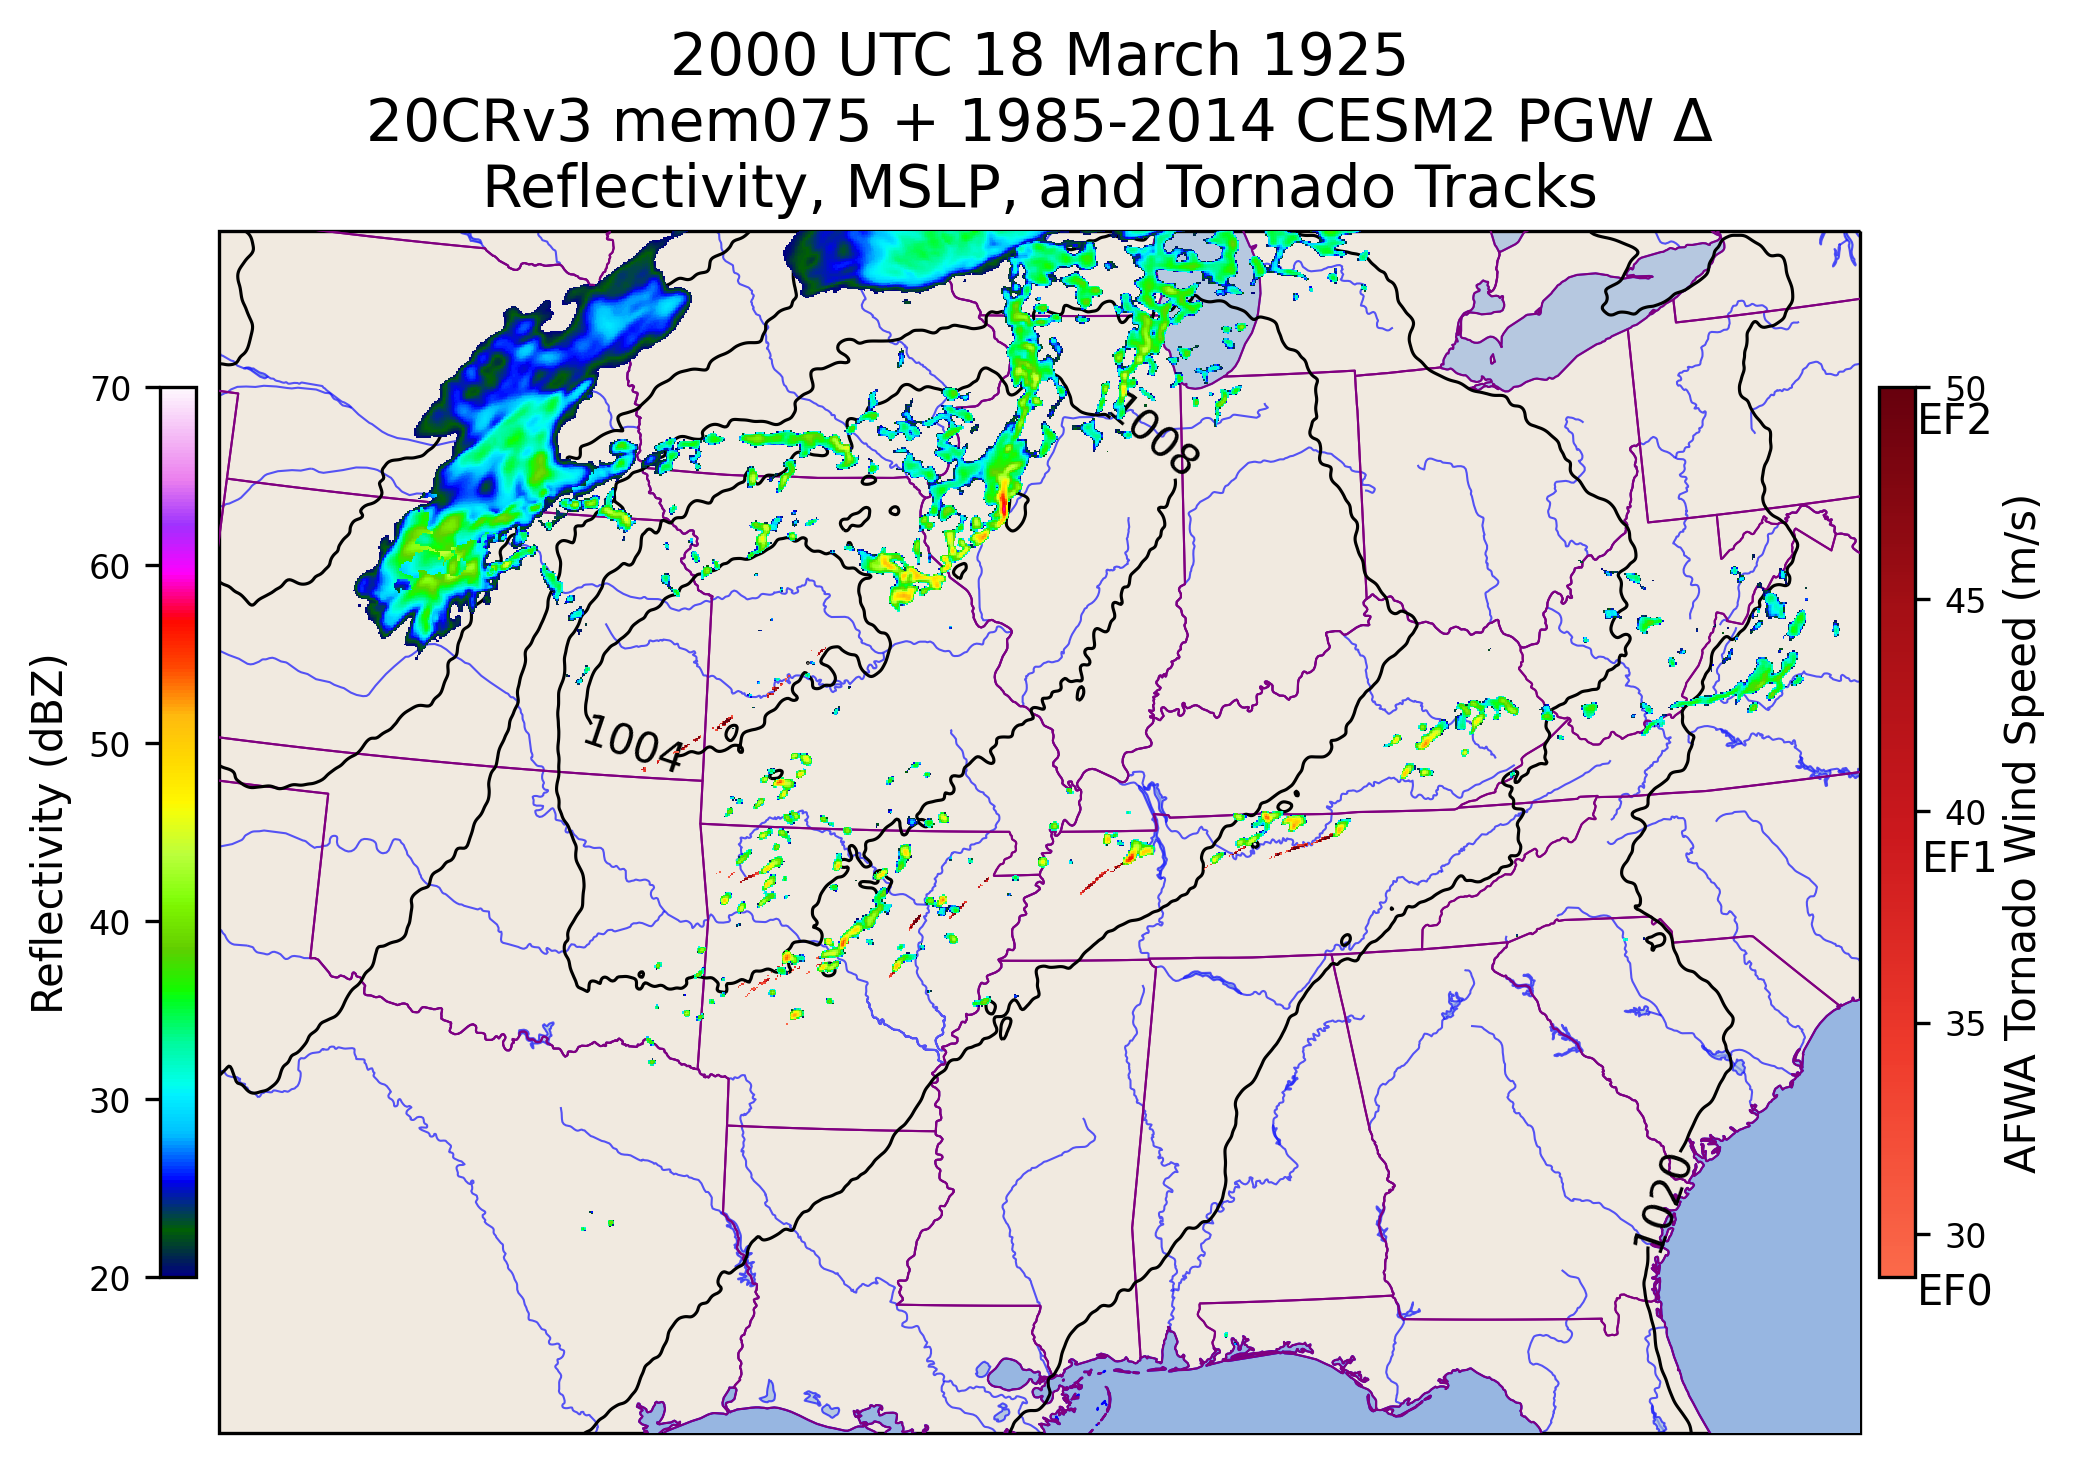 2000 UTC 18 March 1925
20CRv3 mem075 + 1985-2014 CESM2 PGW Δ
Reflectivity, MSLP, and Tornado Tracks
70
60
50
40
30
20
Reflectivity (dBZ)
1008
1004
1020
50
EF2
45
40
EF1
35
30
EF0
AFWA Tornado Wind Speed (m/s)